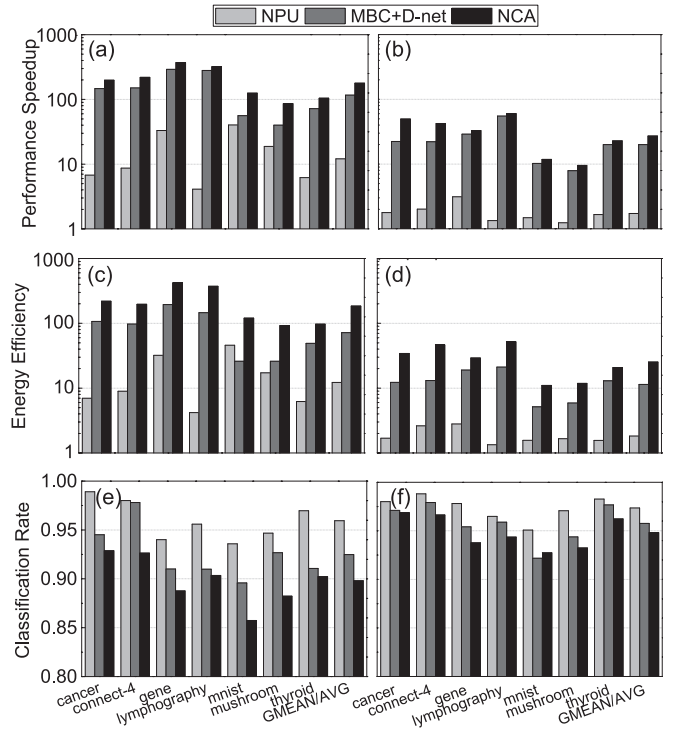 NPU MBC+D-net NCA
Performance Speedup
1000
100
10
1
(a)
(b)
Energy Efficiency
1000
100
10
1
(c)
(d)
Classification Rate
1.00
0.95
0.90
0.85
0.80
(e)
(f)
cancer
connect-4
gene
lymphography
mnist
mushroom
thyroid
GMEAN/AVG
cancer
connect-4
gene
lymphography
mnist
mushroom
thyroid
GMEAN/AVG